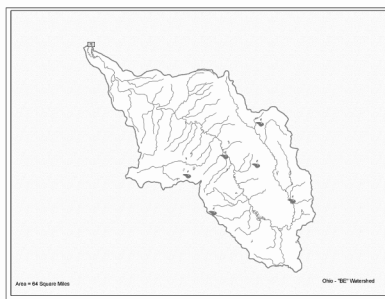 Area = 64 Square Miles
Ohio - "BE" Watershed